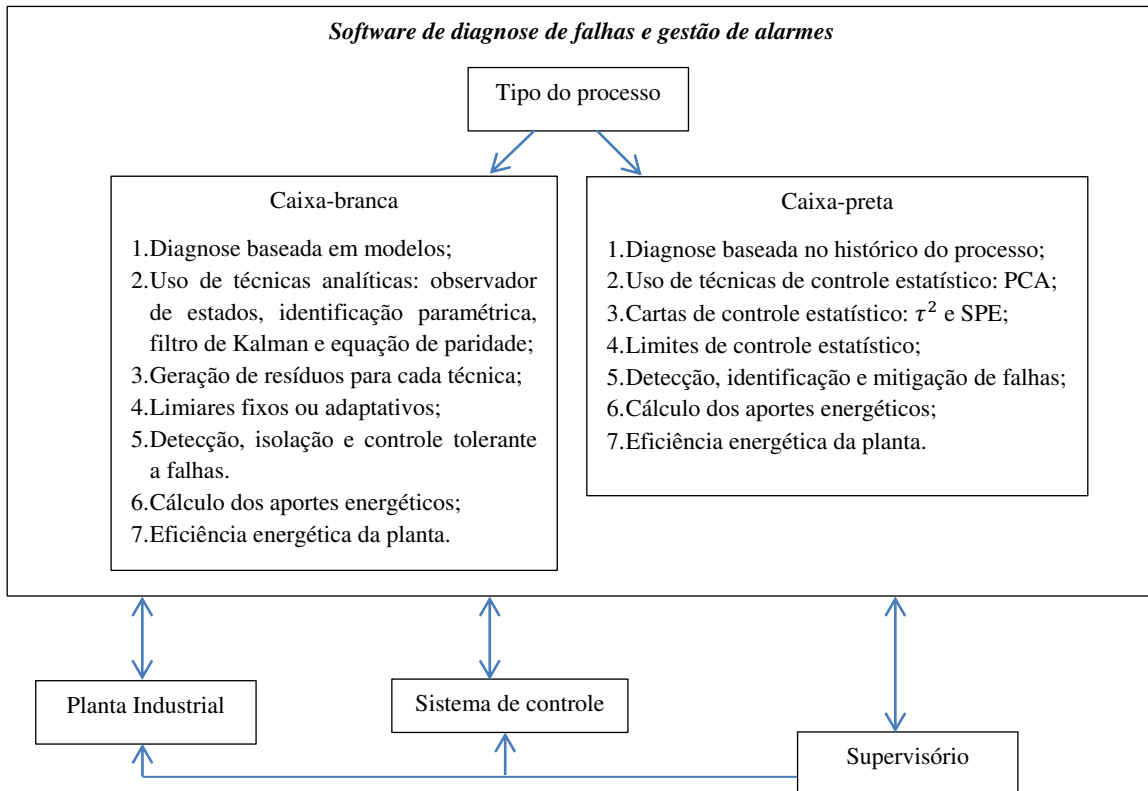 Software de diagnose de falhas e gestão de alarmes
Tipo do processo
Caixa-branca
1.Diagnose baseada em modelos;
2.Uso de técnicas analíticas: observador
de estados, identificação paramétrica,
filtro de Kalman e equação de paridade;
3.Geração de resíduos para cada técnica;
4.Limiares fixos ou adaptativos;
5.Detecção, isolação e controle tolerante
a falhas.
6.Cálculo dos aportes energéticos;
7.Eficiência energética da planta.
Caixa-preta
1.Diagnose baseada no histórico do processo;
2.Uso de técnicas de controle estatístico: PCA;
3.Cartas de controle estatístico: τ² e SPE;
4.Limites de controle estatístico;
5.Detecção, identificação e mitigação de falhas;
6.Cálculo dos aportes energéticos;
7.Eficiência energética da planta.
Planta Industrial
Sistema de controle
Supervisório